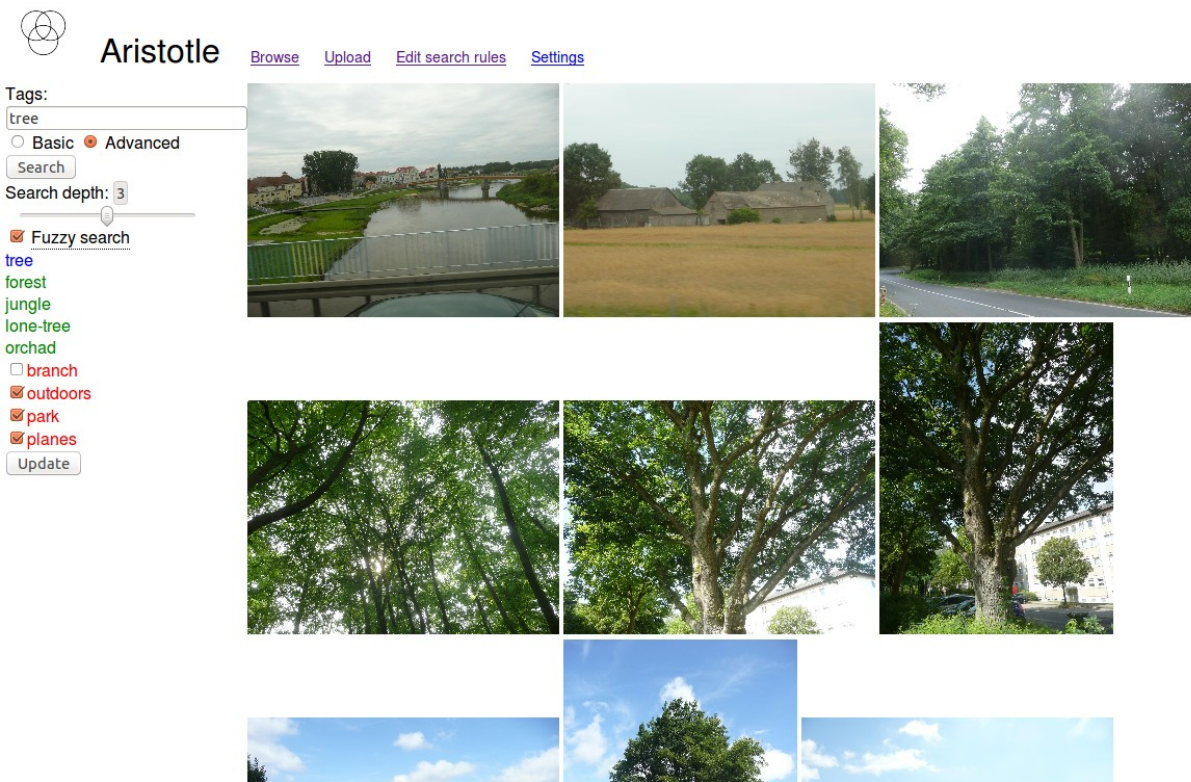 Aristotle Browse Upload Edit search rules Settings
Tags:
tree
Basic Advanced
Search
Search depth: 3
Fuzzy search
tree
forest
jungle
lone-tree
orchad
branch
outdoors
park
planes
Update